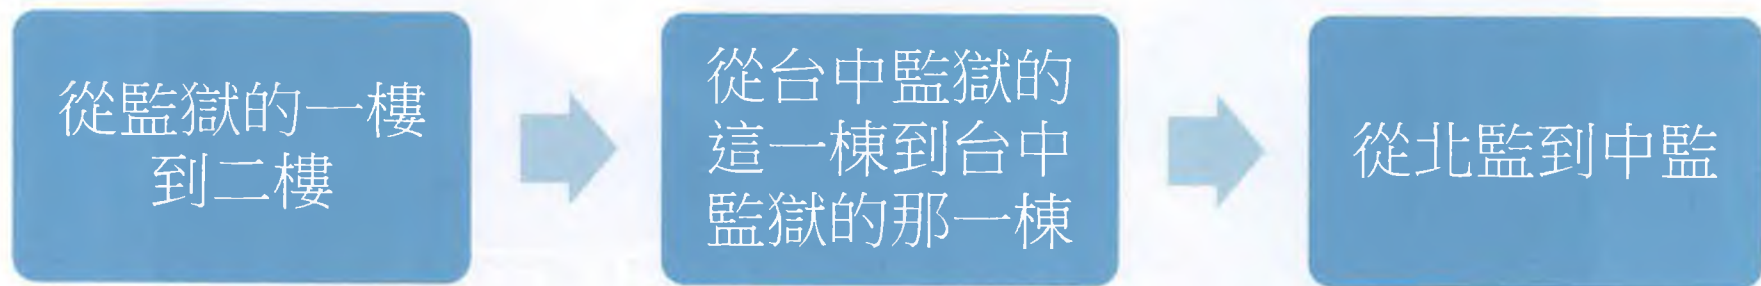 從監獄的一樓
到二樓
從台中監獄的
這一棟到台中
監獄的那一棟
從北監到中監